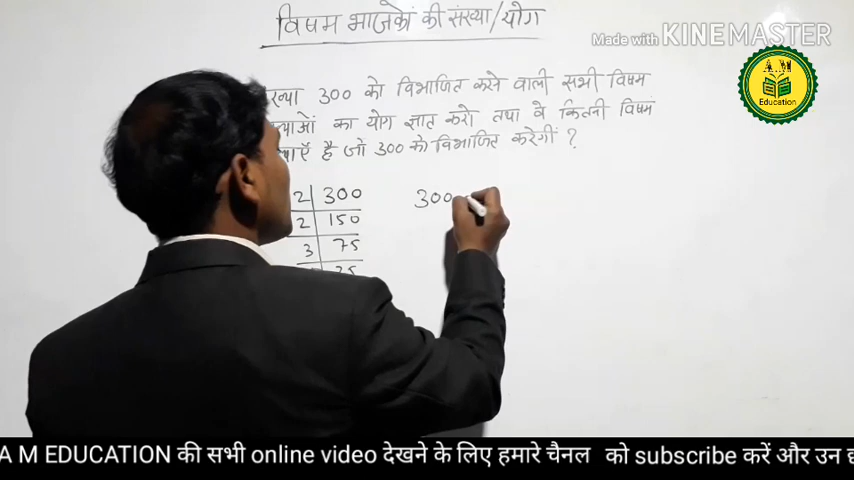 विषम भाजकों की संख्या/योग
Made with KINEMASTER
A M
Education
300 को विभाजित करने वाली सभी विषम
का योग ज्ञात करो तथा वे कितनी विषम
है जो 300 को विभाजित करेगीं ?
2 300 300
2 150
3 75
25
A M EDUCATION की सभी online video देखने के लिए हमारे चैनल को subscribe करें और उन